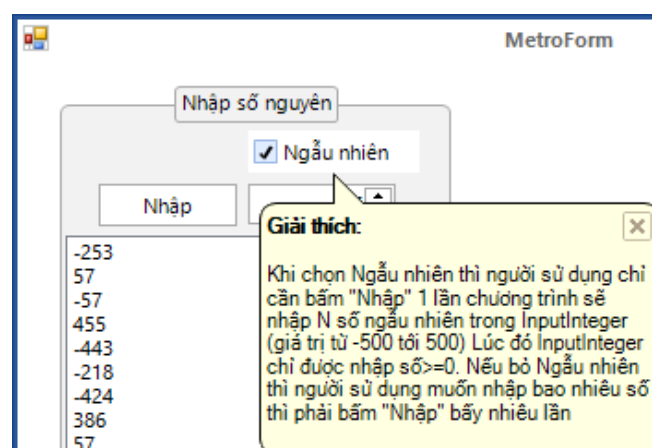 MetroForm
Nhập số nguyên
Ngẫu nhiên
Nhập
Giải thích:
Khi chọn Ngẫu nhiên thì người sử dụng chỉ
cần bấm "Nhập" 1 lần chương trình sẽ
nhập N số ngẫu nhiên trong InputInteger
(giá trị từ -500 tới 500) Lúc đó InputInteger
chỉ được nhập số>=0. Nếu bỏ Ngẫu nhiên
thì người sử dụng muốn nhập bao nhiêu số
thì phải bấm "Nhập" bấy nhiêu lần
-253
57
-57
455
-443
-218
-424
386
57